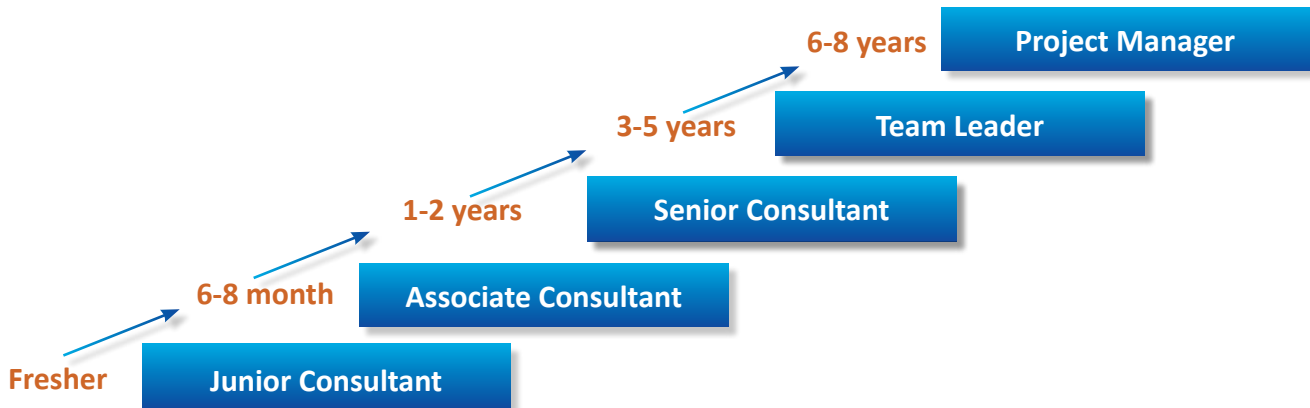 6-8 years Project Manager
3-5 years Team Leader
1-2 years Senior Consultant
6-8 month Associate Consultant
Fresher Junior Consultant